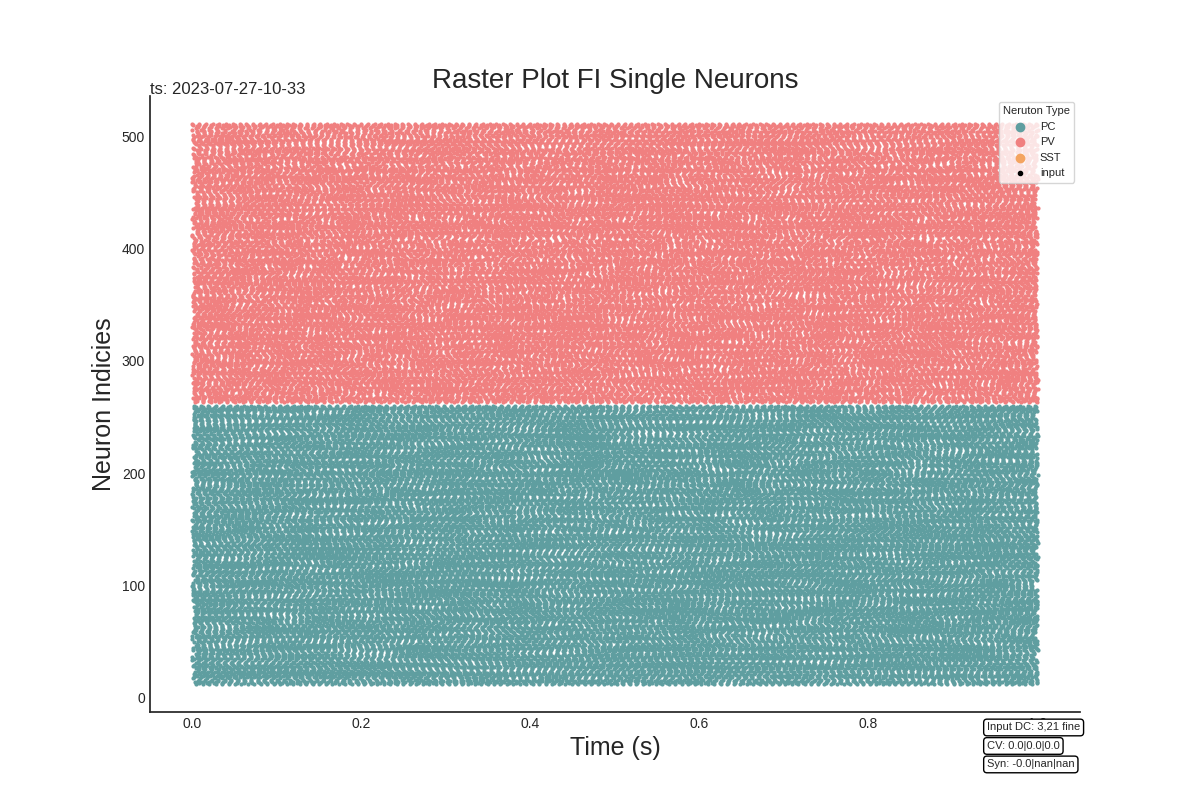 Raster Plot FI Single Neurons
ts: 2023-07-27-10-33
Neruton Type
PC
PV
SST
input
500
400
300
200
100
0
Neuron Indicies
0.0 0.2 0.4 0.6 0.8
Time (s)
Input DC: 3,21 fine
CV: 0.0|0.0|0.0
Syn: -0.0|nan|nan